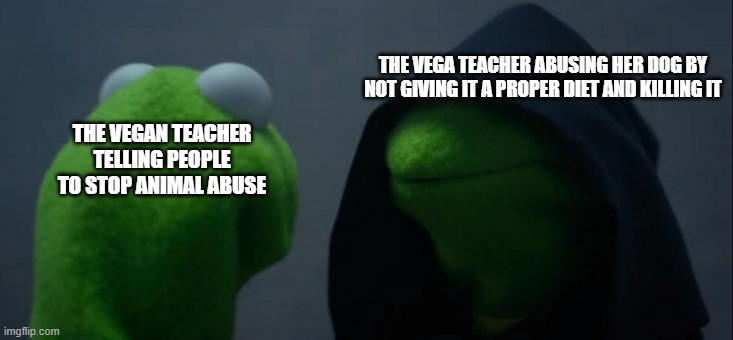 THE VEGAN TEACHER
TELLING PEOPLE
TO STOP ANIMAL ABUSE
THE VEGA TEACHER ABUSING HER DOG BY
NOT GIVING IT A PROPER DIET AND KILLING IT
imgflip.com